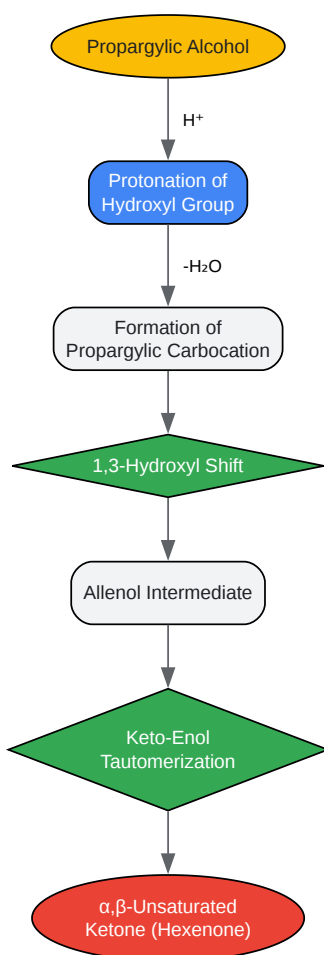 Propargylic Alcohol
H⁺
Protonation of
Hydroxyl Group
-H₂O
Formation of
Propargylic Carbocation
1,3-Hydroxyl Shift
Allenol Intermediate
Keto-Enol
Tautomerization
α,β-Unsaturated
Ketone (Hexenone)